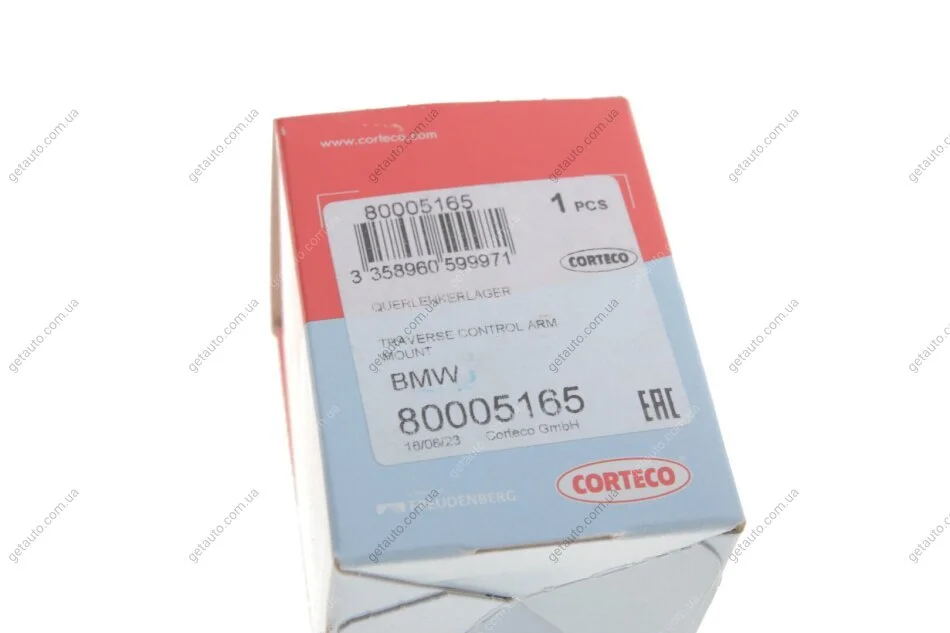 www.corteco.com
80005165
1 PCS
3 358960 599971
CORTECO
QUERLENKERLAGER
TRAVERSE CONTROL ARM
MOUNT
BMW
80005165
16/06/23 Corteco GmbH
EAC
FREUDENBERG
CORTECO
getauto.com.ua